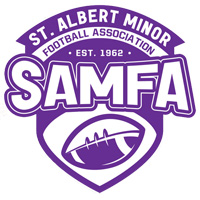 ST. ALBERT MINOR
FOOTBALL ASSOCIATION
• EST. 1962 •
SAMFA